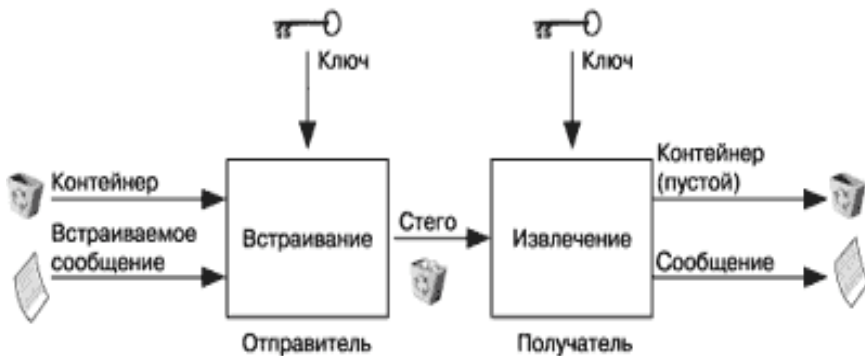 Ключ
Ключ
Контейнер
Встраиваемое
сообщение
Встраивание
Стего
Извлечение
Контейнер
(пустой)
Сообщение
Отправитель
Получатель